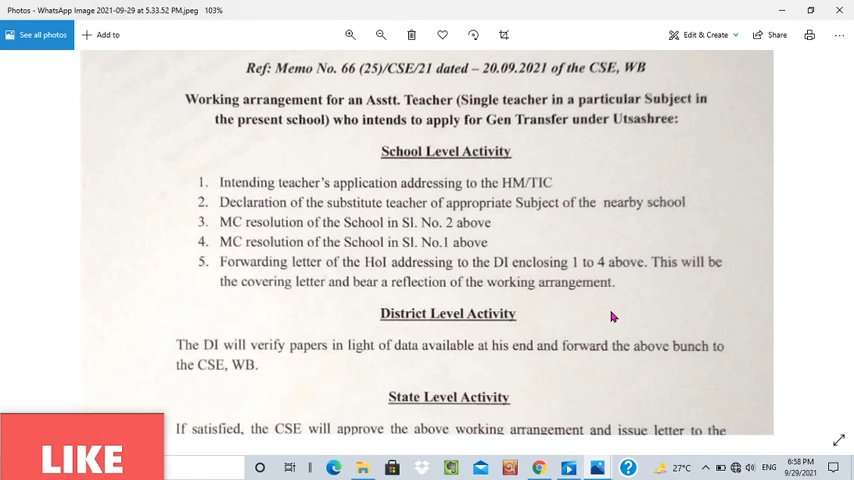 Photos - WhatsApp Image 2021-09-29 at 5.33.52 PM.jpeg 103%
See all photos + Add to Edit & Create Share
Ref: Memo No. 66 (25)/CSE/21 dated – 20.09.2021 of the CSE, WB
Working arrangement for an Asstt. Teacher (Single teacher in a particular Subject in
the present school) who intends to apply for Gen Transfer under Utsashree:
School Level Activity
1. Intending teacher's application addressing to the HM/TIC
2. Declaration of the substitute teacher of appropriate Subject of the nearby school
3. MC resolution of the School in Sl. No. 2 above
4. MC resolution of the School in Sl. No.1 above
5. Forwarding letter of the HoI addressing to the DI enclosing 1 to 4 above. This will be
the covering letter and bear a reflection of the working arrangement.
District Level Activity
The DI will verify papers in light of data available at his end and forward the above bunch to
the CSE, WB.
State Level Activity
If satisfied, the CSE will approve the above working arrangement and issue letter to the
LIKE
27°C ENG 6:58 PM
9/29/2021